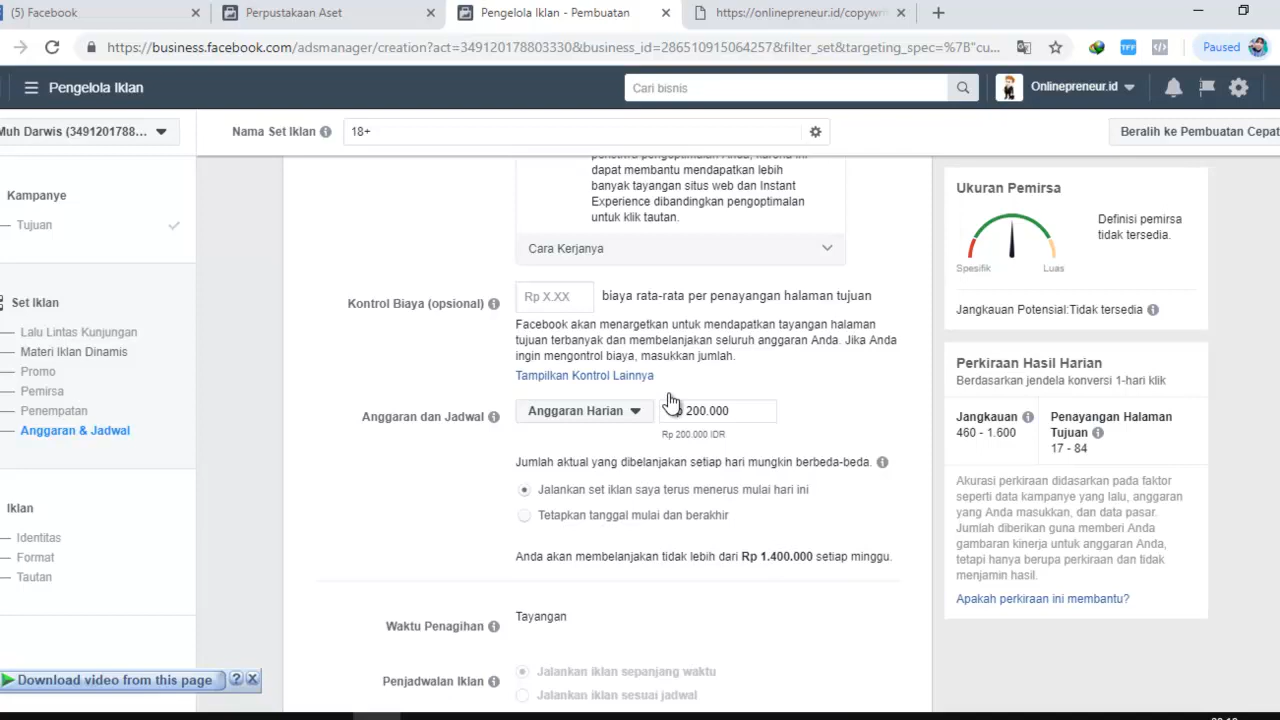 (5) Facebook
Perpustakaan Aset
Pengelola Iklan - Pembuatan
https://onlinepreneur.id/copywr
https://business.facebook.com/adsmanager/creation?act=349120178803330&business_id=286510915064257&filter_set&targeting_spec=%7B"cu...
TFF
Paused
Pengelola Iklan
Cari bisnis
Onlinepreneur.id
Muh Darwis (3491201788...
Nama Set Iklan
18+
Beralih ke Pembuatan Cepat
Kampanye
Tujuan
Set Iklan
Lalu Lintas Kunjungan
Materi Iklan Dinamis
Promo
Pemirsa
Penempatan
Anggaran & Jadwal
Iklan
Identitas
Format
Tautan
Download video from this page
peristiwa pengoptimalan Anda, karena ini
dapat membantu mendapatkan lebih
banyak tayangan situs web dan Instant
Experience dibandingkan pengoptimalan
untuk klik tautan.
Cara Kerjanya
Kontrol Biaya (opsional)
Rp X.XX
biaya rata-rata per penayangan halaman tujuan
Facebook akan menargetkan untuk mendapatkan tayangan halaman
tujuan terbanyak dan membelanjakan seluruh anggaran Anda. Jika Anda
ingin mengontrol biaya, masukkan jumlah.
Tampilkan Kontrol Lainnya
Anggaran dan Jadwal
Anggaran Harian
200.000
Rp 200.000 IDR
Jumlah aktual yang dibelanjakan setiap hari mungkin berbeda-beda.
Jalankan set iklan saya terus menerus mulai hari ini
Tetapkan tanggal mulai dan berakhir
Anda akan membelanjakan tidak lebih dari Rp 1.400.000 setiap minggu.
Waktu Penagihan
Tayangan
Penjadwalan Iklan
Jalankan iklan sepanjang waktu
Jalankan iklan sesuai jadwal
Ukuran Pemirsa
Definisi pemirsa
tidak tersedia.
Spesifik
Luas
Jangkauan Potensial:Tidak tersedia
Perkiraan Hasil Harian
Berdasarkan jendela konversi 1-hari klik
Jangkauan
460 - 1.600
Penayangan Halaman
Tujuan
17 - 84
Akurasi perkiraan didasarkan pada faktor
seperti data kampanye yang lalu, anggaran
yang Anda masukkan, dan data pasar.
Jumlah diberikan guna memberi Anda
gambaran kinerja untuk anggaran Anda,
tetapi hanya berupa perkiraan dan tidak
menjamin hasil.
Apakah perkiraan ini membantu?